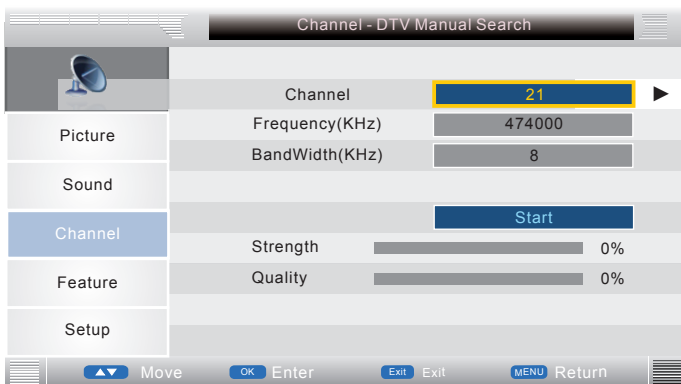 Channel - DTV Manual Search
Channel 21
Frequency(KHz) 474000
BandWidth(KHz) 8
Start
Strength 0%
Quality 0%
Picture
Sound
Channel
Feature
Setup
Move OK Enter Exit Exit MENU Return